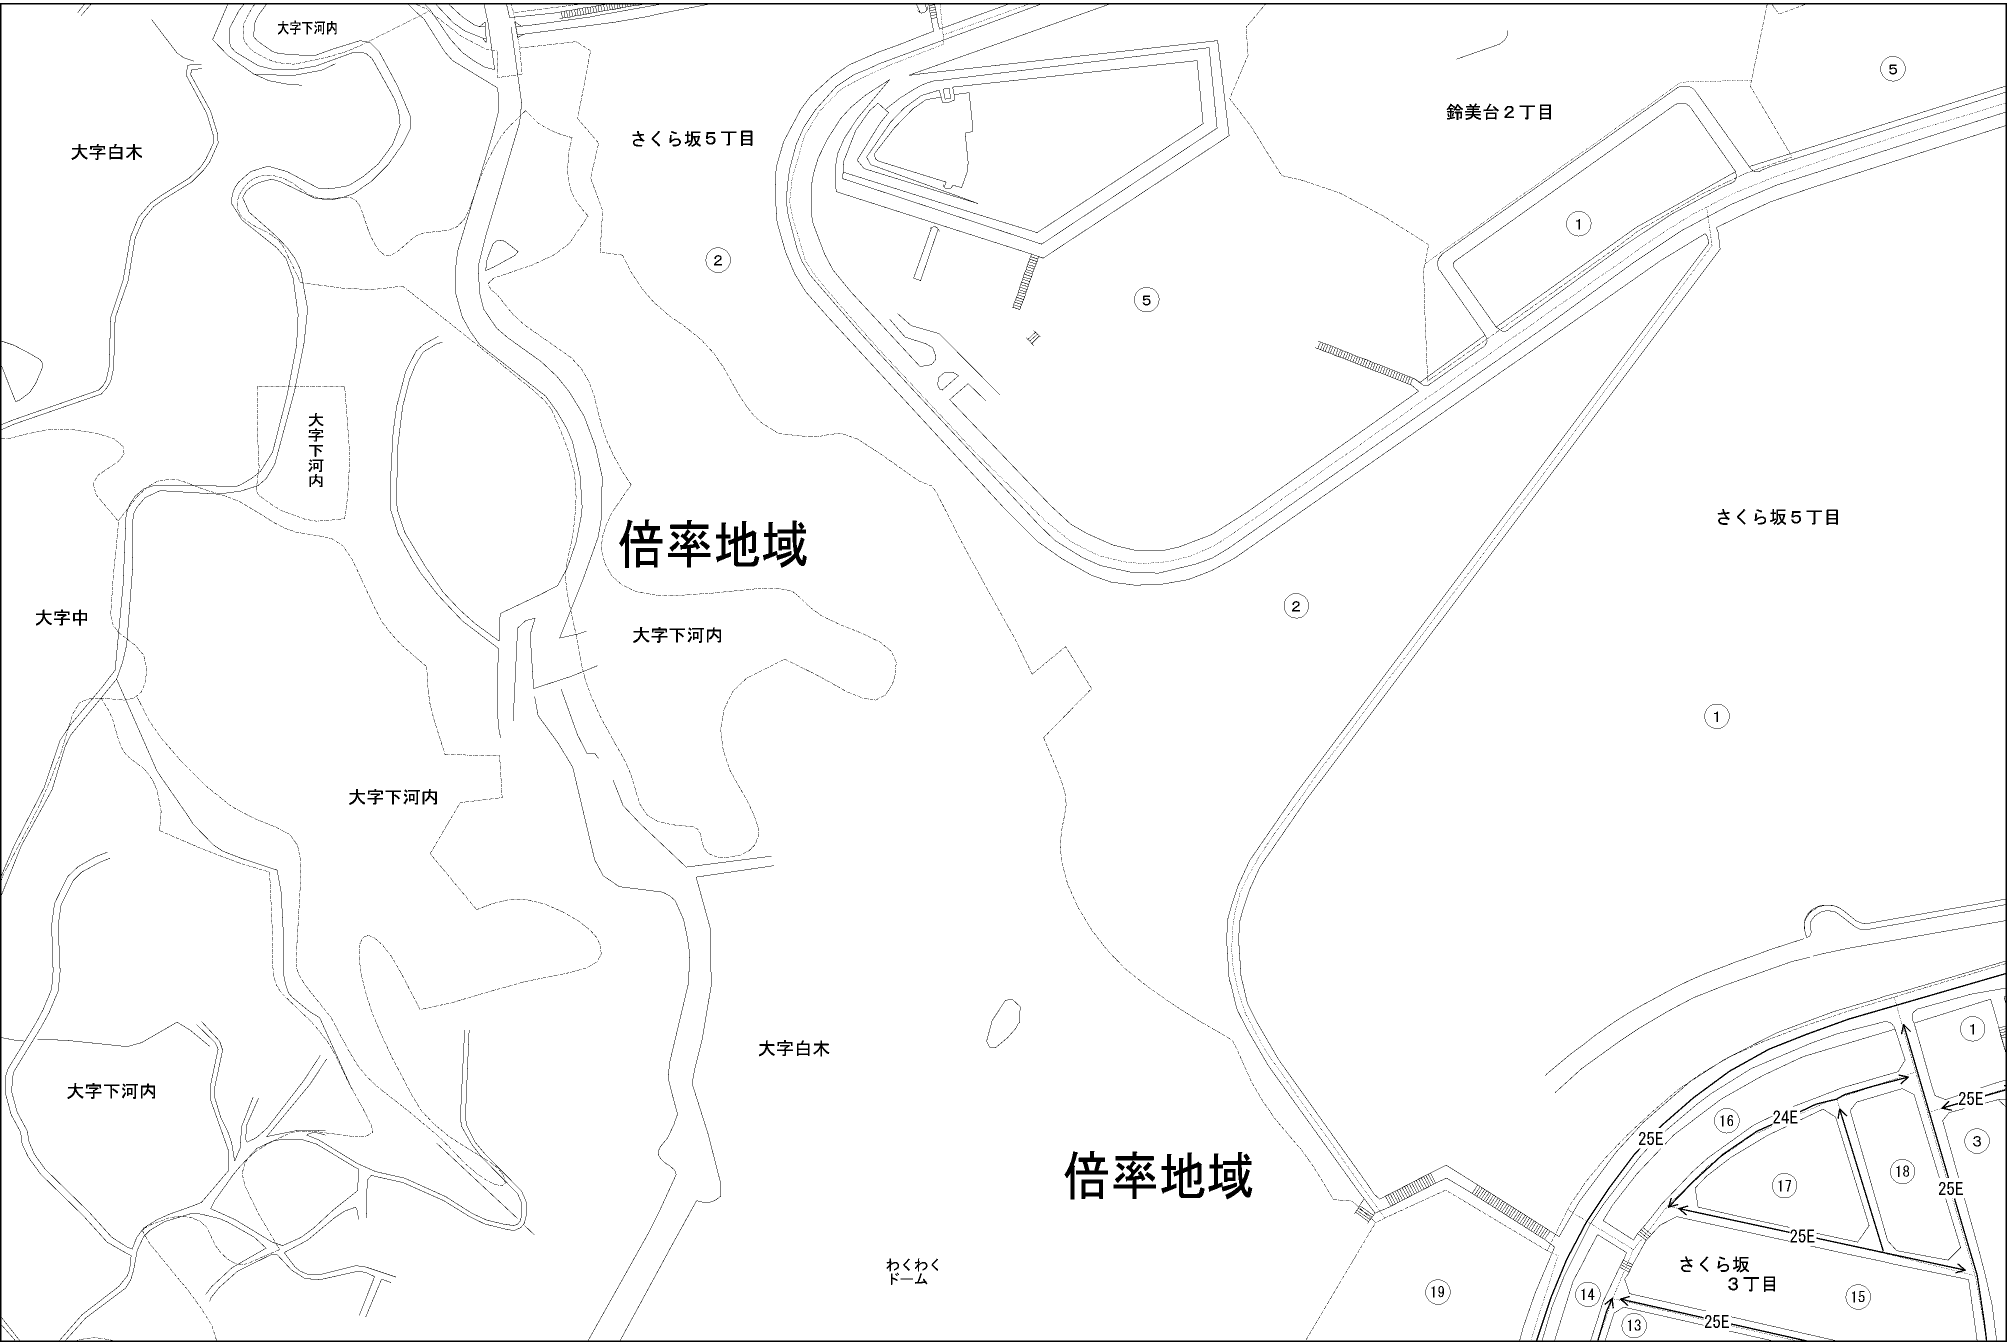 大字下河内
⑤
鈴美台２丁目
さくら坂５丁目
大字白木
①
②
⑤
大字下河内
さくら坂５丁目
倍率地域
②
大字中
大字下河内
①
大字下河内
①
大字白木
大字下河内
25E
24E
⑯
25E
③
倍率地域
⑱
⑰
25E
25E
わくわく
ドーム
さくら坂
３丁目
⑲
⑭
⑮
25E
⑬